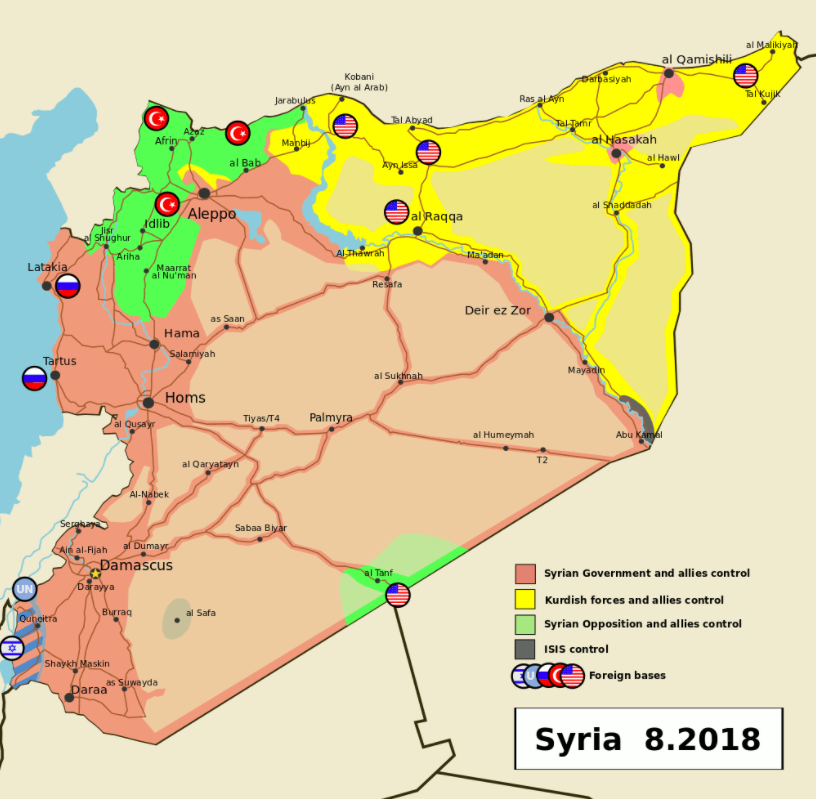 al Malikiyah
al Qamishili
Darbasiyah
Kobani
(Ayn al Arab)
Tal Kujik
Jarabulus
Ras al Ayn
Tal Abyad
Tal Tamr
Azaz
Afrin
Manbij
al Hasakah
al Bab
Ayn Iasa
al Hawl
al Shaddadah
Aleppo
al Raqqa
Idlib
Jisr
al Shughur
Ariha
Al-Thawrah
Ma'adan
Latakia
Maarrat
al Nu'man
Resafa
Deir ez Zor
as Saan
Hama
Salamiyah
Tartus
al Sukhnah
Mayadin
Homs
Tiyas/T4
Palmyra
al Qusayr
al Humeymah
Abu Kamal
T2
al Qaryatayn
Al-Nabek
Serghaya
Sabaa Biyar
Ain al-Fijah
al Dumayr
Damascus
al Tanf
Darayya
UN
Quneitra
Burraq
al Safa
Shaykh Maskin
as Suwayda
Daraa
Syrian Government and allies control
Kurdish forces and allies control
Syrian Opposition and allies control
ISIS control
Foreign bases
Syria 8.2018